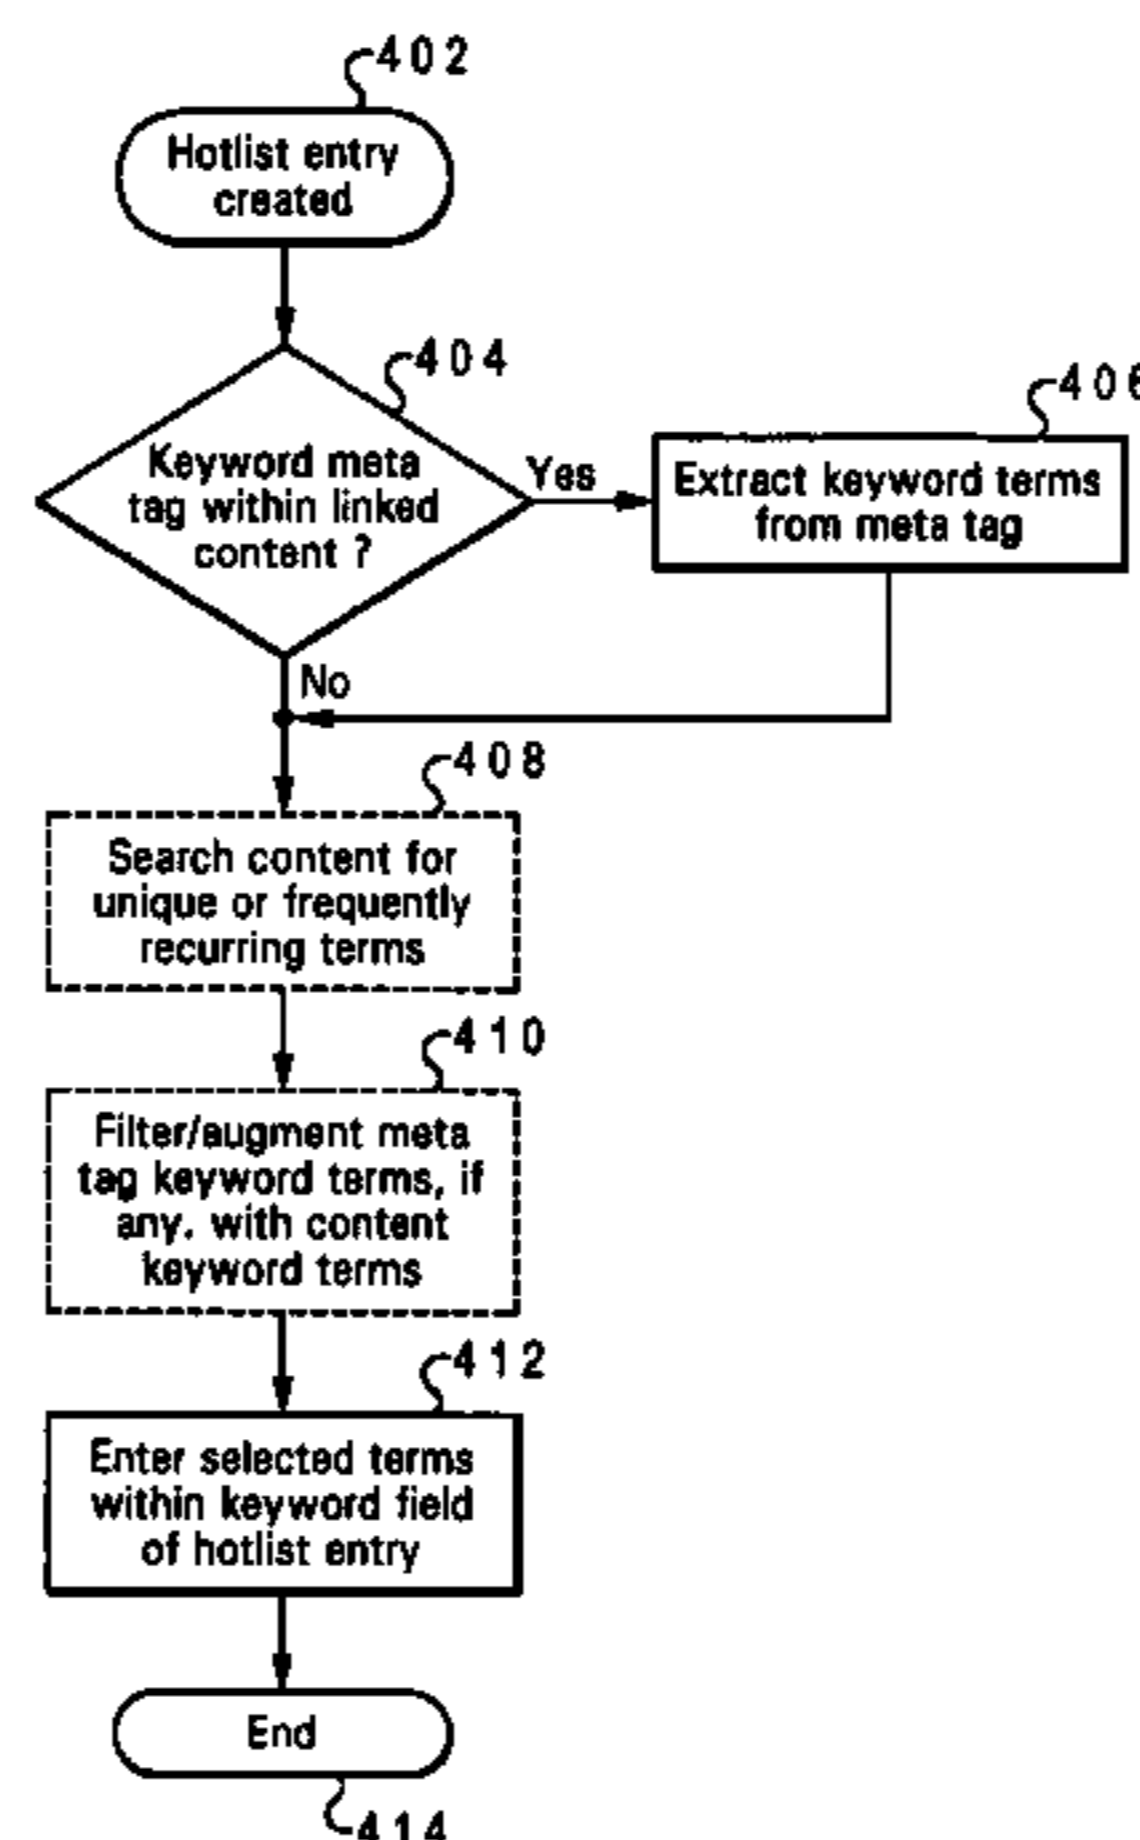 402
Hotlist entry
created
404
Keyword meta
tag within linked
content ?
Yes
406
Extract keyword terms
from meta tag
No
408
Search content for
unique or frequently
recurring terms
410
Filter/augment meta
tag keyword terms, if
any. with content
keyword terms
412
Enter selected terms
within keyword field
of hotlist entry
End
414